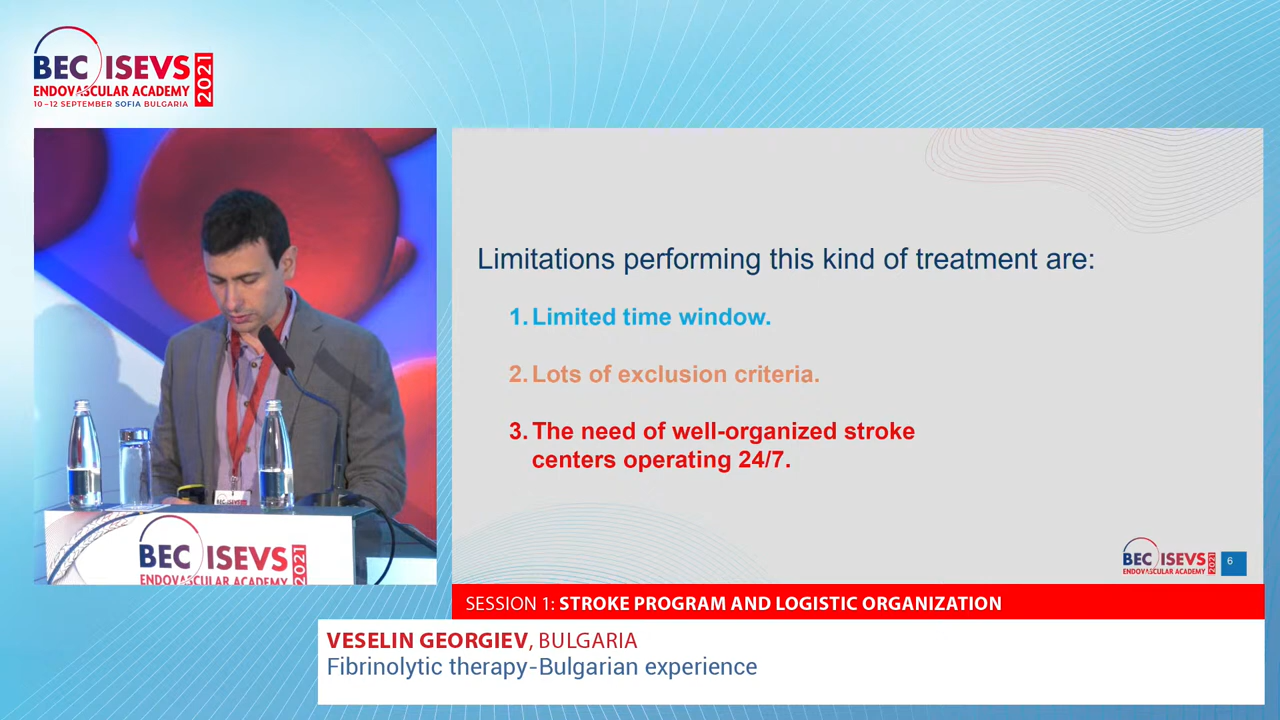 BEC ISEVS
2021
ENDOVASCULAR ACADEMY
10-12 SEPTEMBER SOFIA BULGARIA
Limitations performing this kind of treatment are:
1. Limited time window.
2. Lots of exclusion criteria.
3. The need of well-organized stroke
centers operating 24/7.
BEC ISEVS
2021
ENDOVASCULAR ACADEMY
6
BEC ISEVS
BEC ISEVS
2021
ENDOVASCULAR ACADEMY
SESSION 1: STROKE PROGRAM AND LOGISTIC ORGANIZATION
VESELIN GEORGIEV, BULGARIA
Fibrinolytic therapy-Bulgarian experience